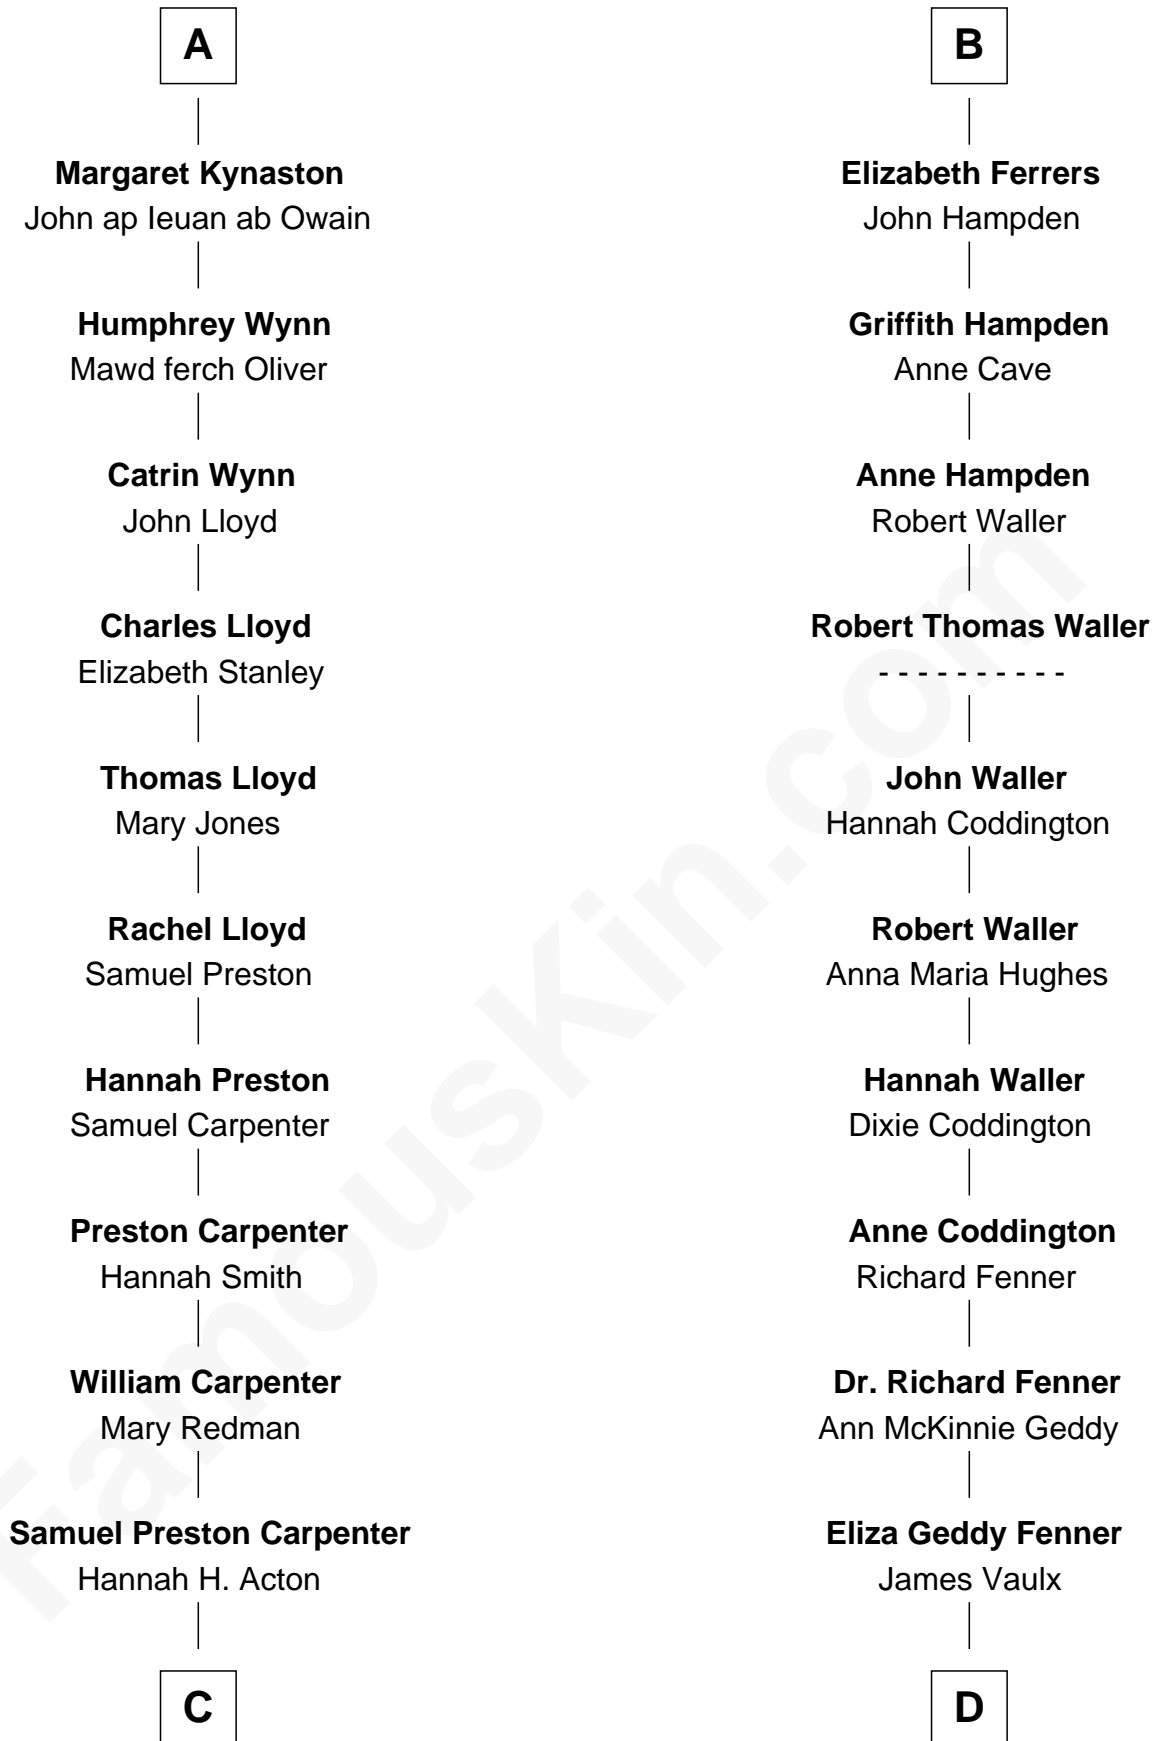 A
Margaret Kynaston
John ap Ieuan ab Owain
Humphrey Wynn
Mawd ferch Oliver
Catrin Wynn
John Lloyd
Charles Lloyd
Elizabeth Stanley
Thomas Lloyd
Mary Jones
Rachel Lloyd
Samuel Preston
Hannah Preston
Samuel Carpenter
Preston Carpenter
Hannah Smith
William Carpenter
Mary Redman
Samuel Preston Carpenter
Hannah H. Acton
C
B
Elizabeth Ferrers
John Hampden
Griffith Hampden
Anne Cave
Anne Hampden
Robert Waller
Robert Thomas Waller
- - - - - - - - - -
John Waller
Hannah Coddington
Robert Waller
Anna Maria Hughes
Hannah Waller
Dixie Coddington
Anne Coddington
Richard Fenner
Dr. Richard Fenner
Ann McKinnie Geddy
Eliza Geddy Fenner
James Vaulx
D
FamousKin.com